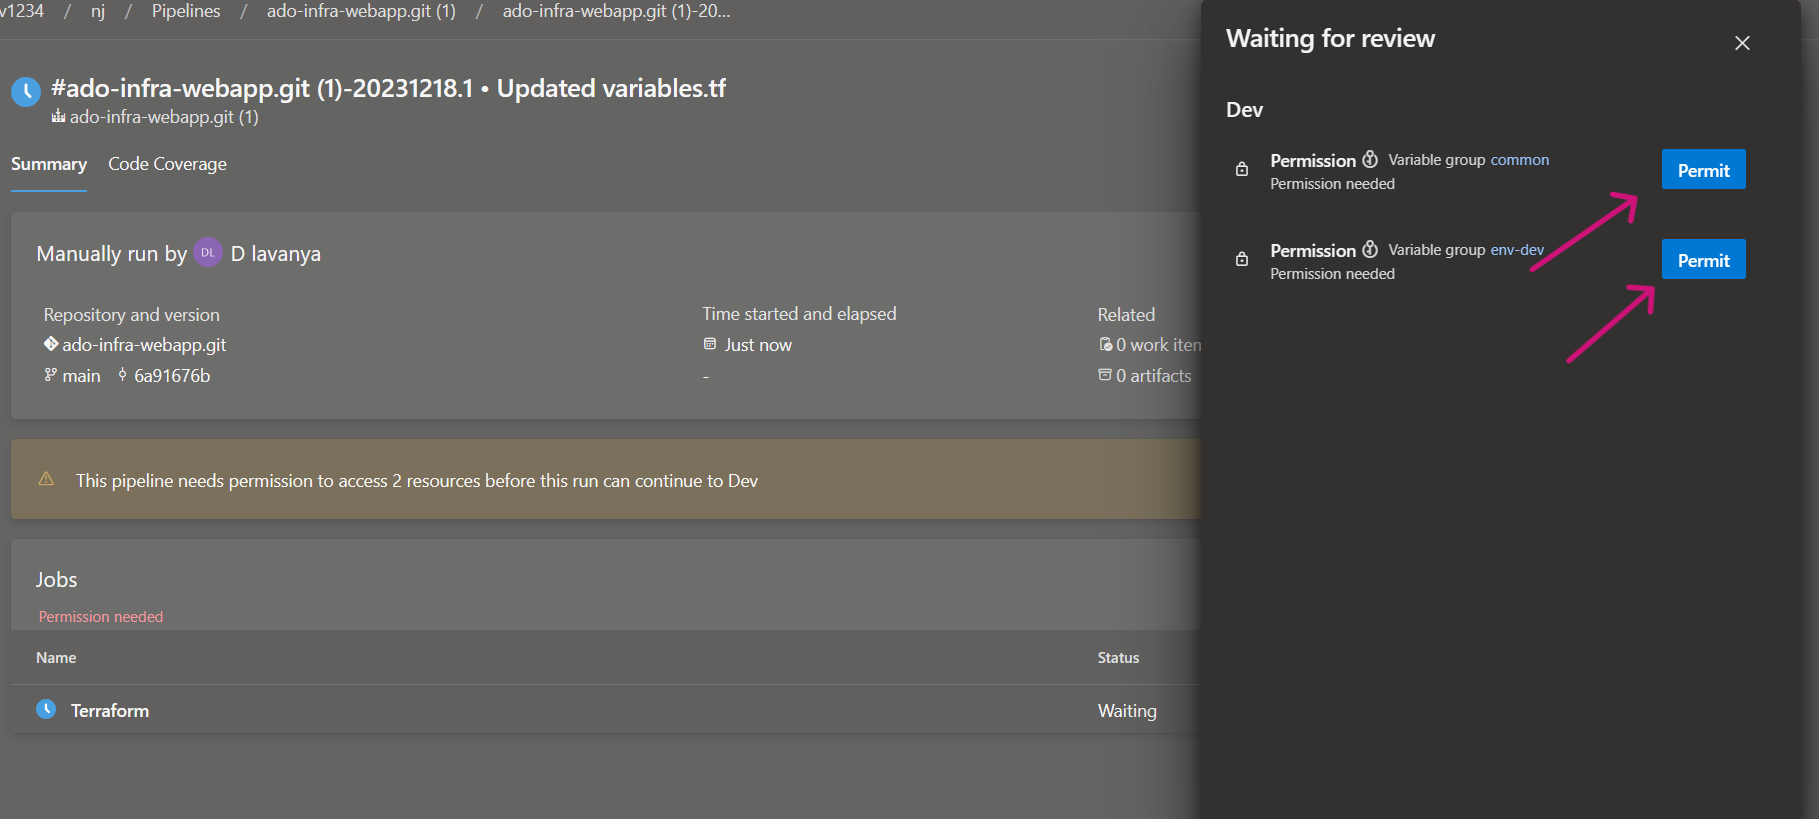 v1234 / nj / Pipelines / ado-infra-webapp.git (1) / ado-infra-webapp.git (1)-20...
#ado-infra-webapp.git (1)-20231218.1 • Updated variables.tf
ado-infra-webapp.git (1)
Summary Code Coverage
Manually run by DL D lavanya
Repository and version
ado-infra-webapp.git
main 6a91676b
Time started and elapsed
Just now
-
Related
0 work iten
0 artifacts
This pipeline needs permission to access 2 resources before this run can continue to Dev
Jobs
Permission needed
Name Status
Terraform Waiting
Waiting for review
Dev
Permission Variable group common
Permission needed
Permit
Permission Variable group env-dev
Permission needed
Permit